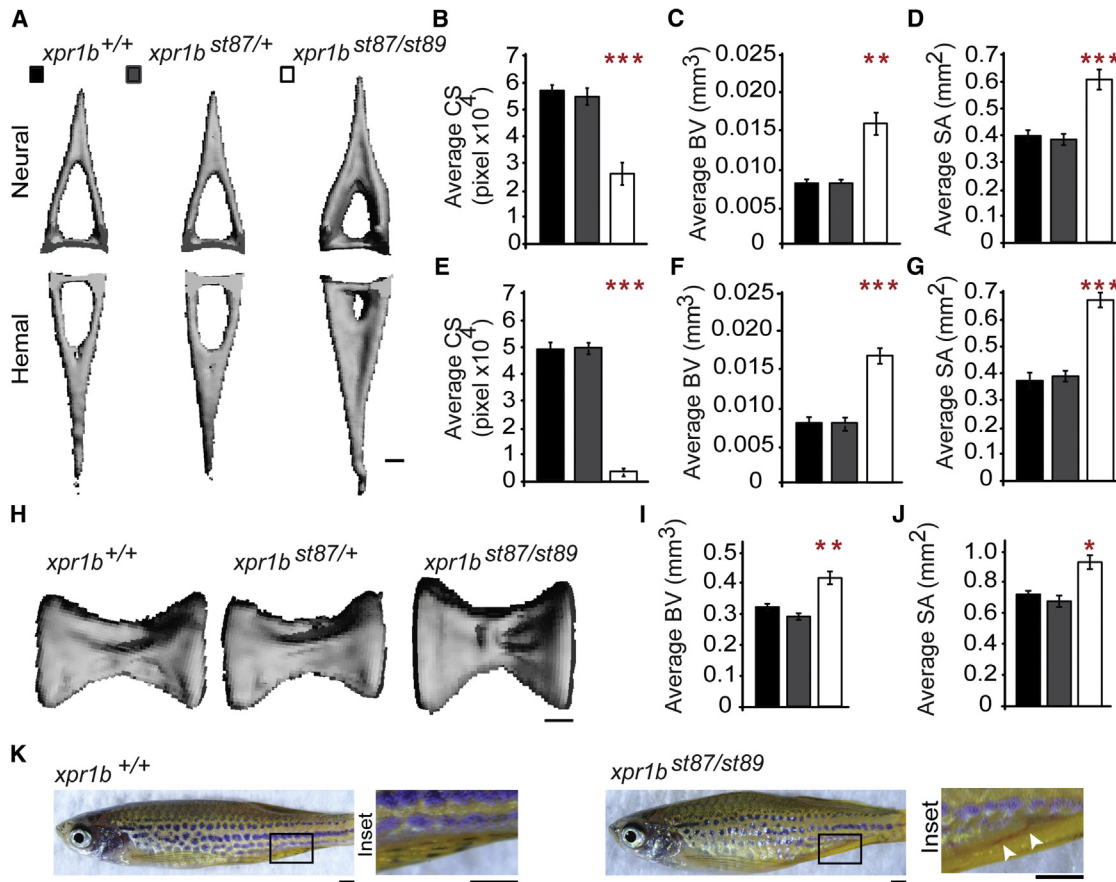 A
xpr1b+/+ xpr1b st87/+ xpr1b st87/st89
Neural
Hemal
B
Average CS
(pixel x10^4)
7
6
5
4
3
2
1
0
***
C
Average BV (mm3)
0.025
0.020
0.015
0.010
0.005
0
**
D
Average SA (mm2)
0.7
0.6
0.5
0.4
0.3
0.2
0.1
0
***
E
Average CS
(pixel x10^4)
7
6
5
4
3
2
1
0
***
F
Average BV (mm3)
0.025
0.020
0.015
0.010
0.005
0
***
G
Average SA (mm2)
0.7
0.6
0.5
0.4
0.3
0.2
0.1
0
***
H
xpr1b+/+ xpr1b st87/+ xpr1b st87/st89
I
Average BV (mm3)
0.5
0.4
0.3
0.2
0.1
0
**
J
Average SA (mm2)
1.0
0.8
0.6
0.4
0.2
0
*
K
xpr1b +/+
Inset
xpr1b st87/st89
Inset